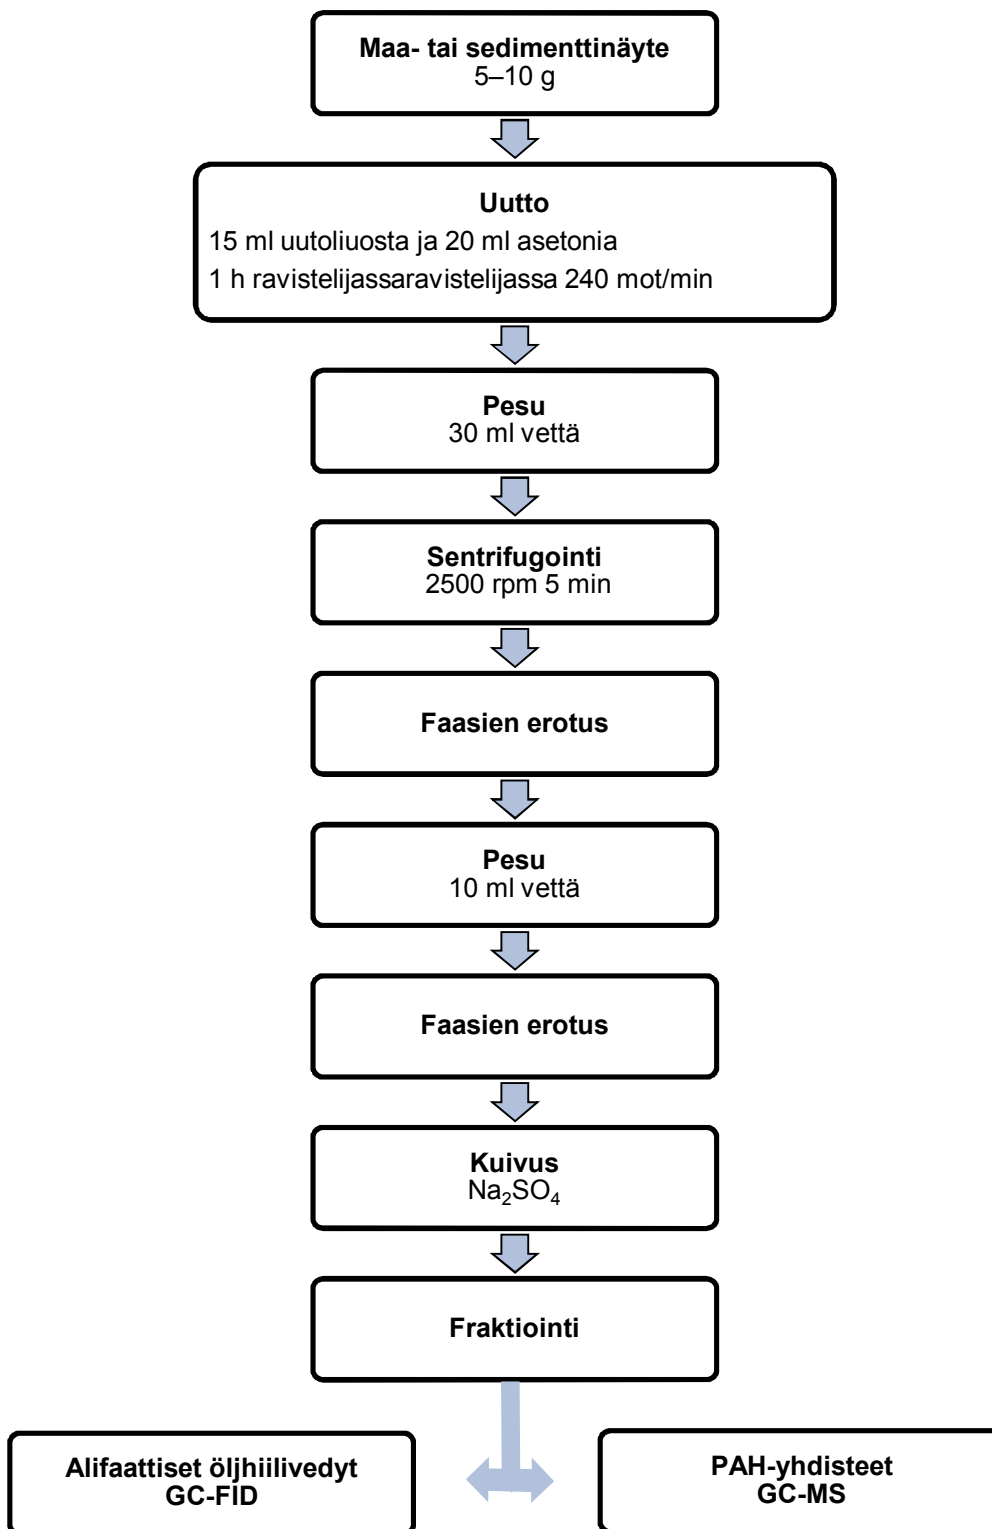 Maa- tai sedimenttinäyte
5–10 g
Uutto
15 ml uutoliuosta ja 20 ml asetonia
1 h ravistelijassaravistelijassa 240 mot/min
Pesu
30 ml vettä
Sentrifugointi
2500 rpm 5 min
Faasien erotus
Pesu
10 ml vettä
Faasien erotus
Kuivus
Na₂SO₄
Fraktiointi
Alifaattiset öljhiilivedyt
GC-FID
PAH-yhdisteet
GC-MS